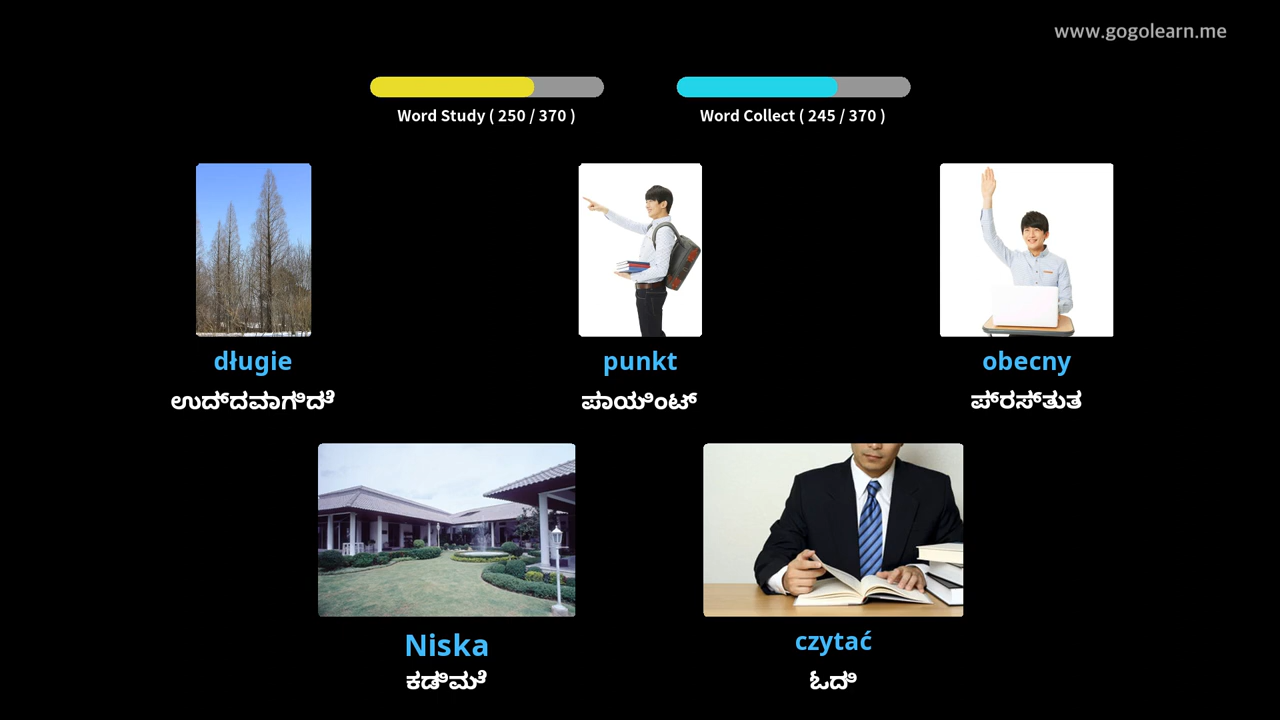 www.gogolearn.me
Word Study ( 250 / 370 )
Word Collect ( 245 / 370 )
długie
punkt
obecny
ಉದ್ದವಾಗಿದೆ
ಪಾಯಿಂಟ್
ಪ್ರಸ್ತುತ
Niska
czytać
ಕಡಿಮೆ
ಓದಿ